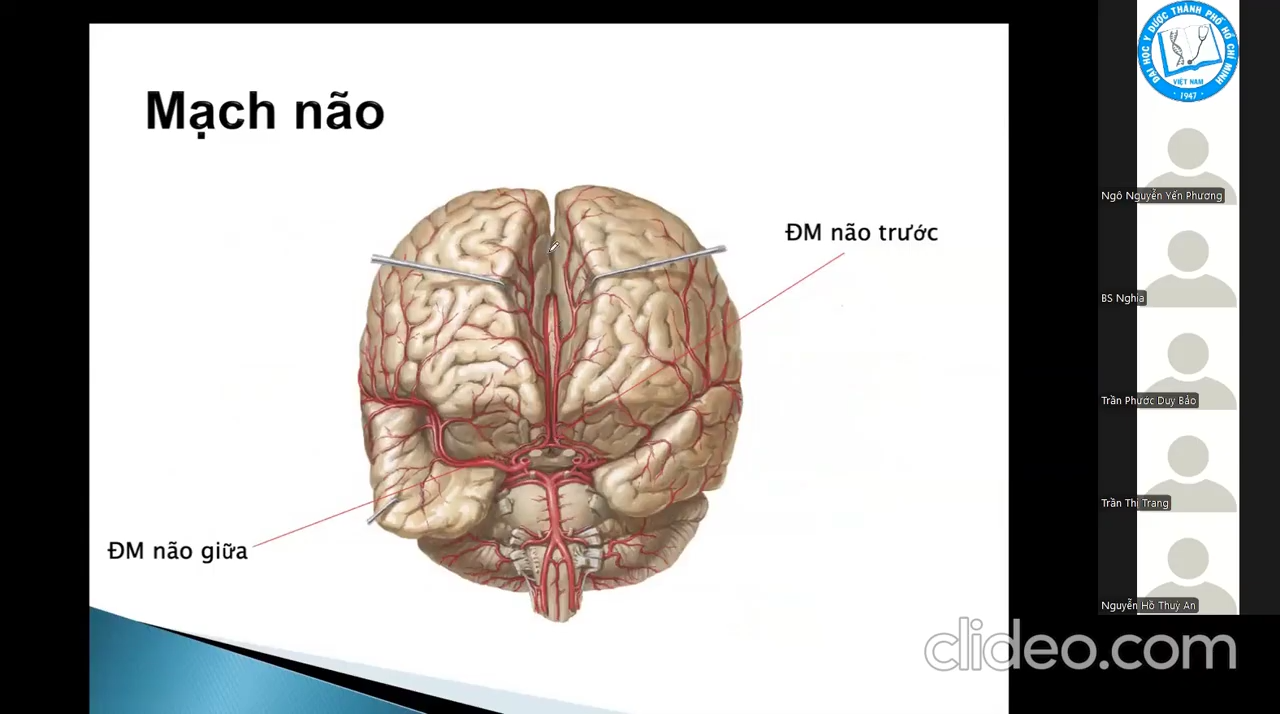 Mạch não
ĐM não trước
ĐM não giữa
ĐẠI HỌC Y DƯỢC THÀNH PHỐ HỒ CHÍ MINH
VIỆT NAM
· 1947 ·
Ngô Nguyễn Yến Phương
BS Nghia
Trần Phước Duy Bảo
Trần Thị Trang
Nguyễn Hồ Thuỳ An
clideo.com